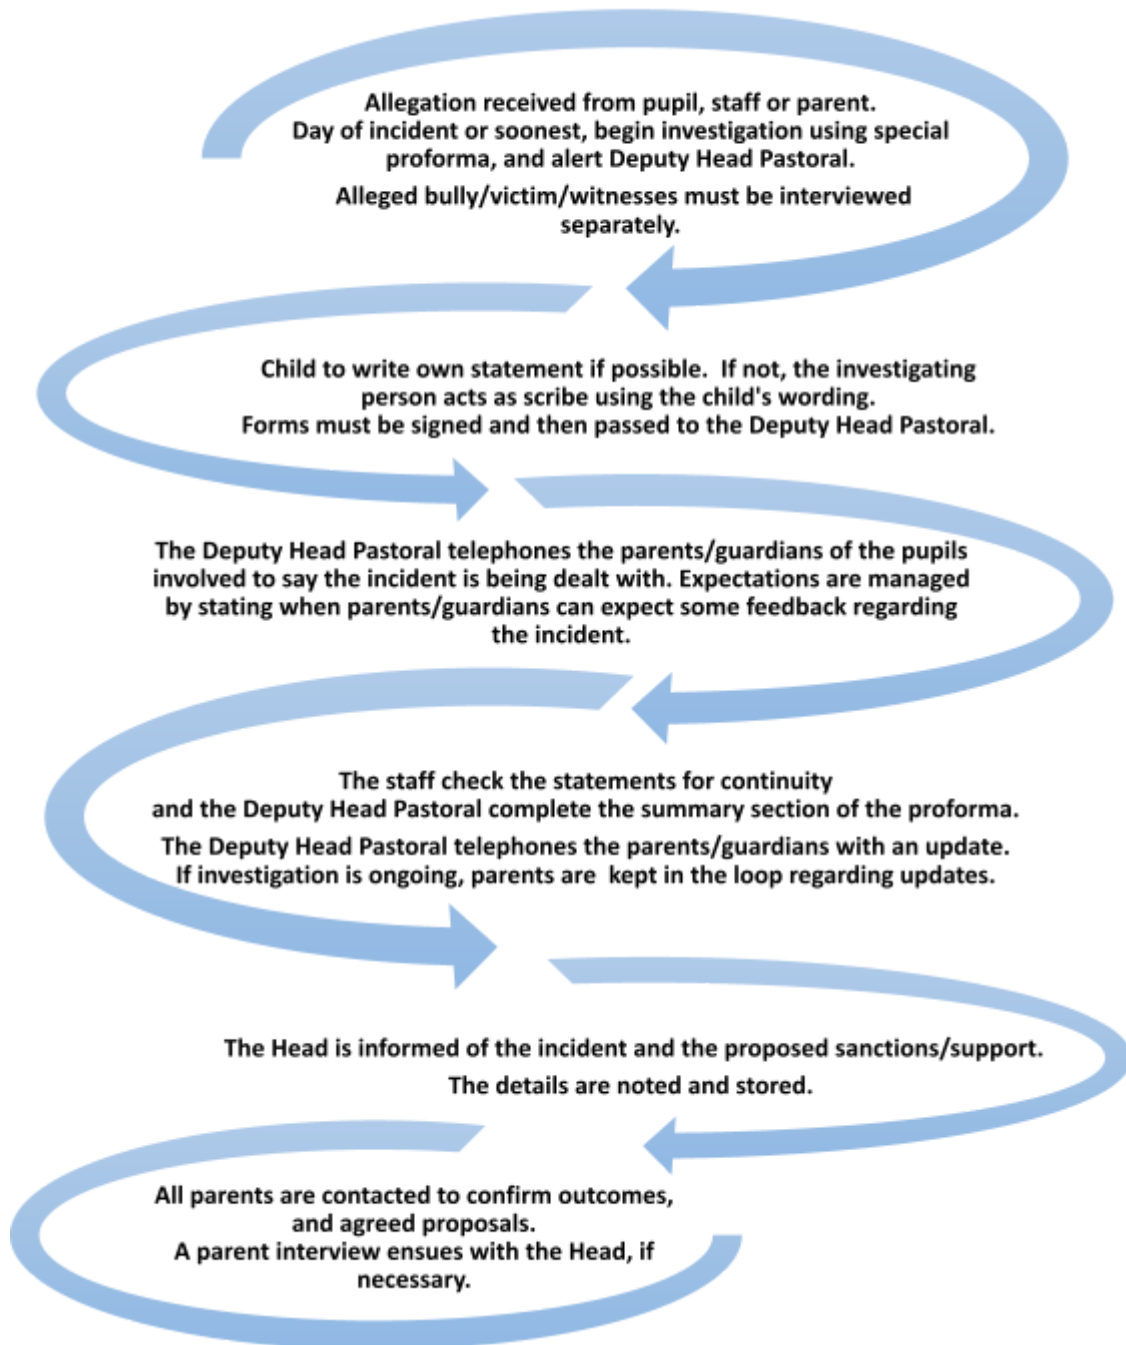 Allegation received from pupil, staff or parent.
Day of incident or soonest, begin investigation using special
proforma, and alert Deputy Head Pastoral.
Alleged bully/victim/witnesses must be interviewed
separately.
Child to write own statement if possible.  If not, the investigating
person acts as scribe using the child's wording.
Forms must be signed and then passed to the Deputy Head Pastoral.
The Deputy Head Pastoral telephones the parents/guardians of the pupils
involved to say the incident is being dealt with. Expectations are managed
by stating when parents/guardians can expect some feedback regarding
the incident.
The staff check the statements for continuity
and the Deputy Head Pastoral complete the summary section of the proforma.
The Deputy Head Pastoral telephones the parents/guardians with an update.
If investigation is ongoing, parents are  kept in the loop regarding updates.
The Head is informed of the incident and the proposed sanctions/support.
The details are noted and stored.
All parents are contacted to confirm outcomes,
and agreed proposals.
A parent interview ensues with the Head, if
necessary.